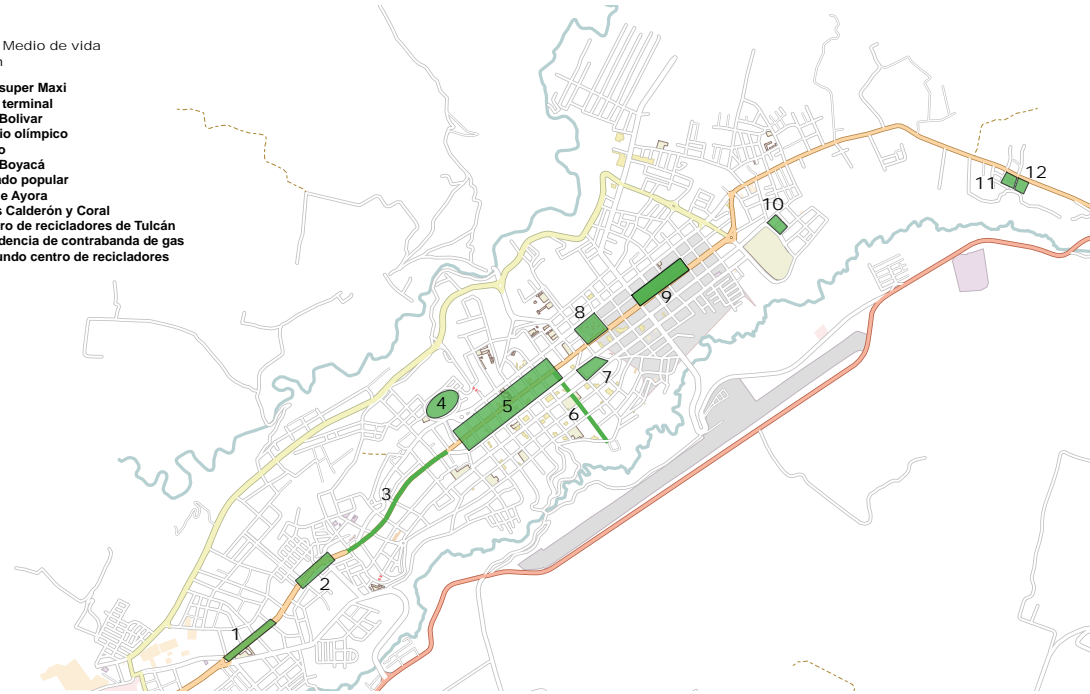 Medio de vida
n
super Maxi
terminal
Bolivar
io olímpico
o
Boyacá
ado popular
e Ayora
s Calderón y Coral
ro de recicladores de Tulcán
dencia de contrabanda de gas
undo centro de recicladores
12
11
10
9
8
7
4
5
6
3
2
1